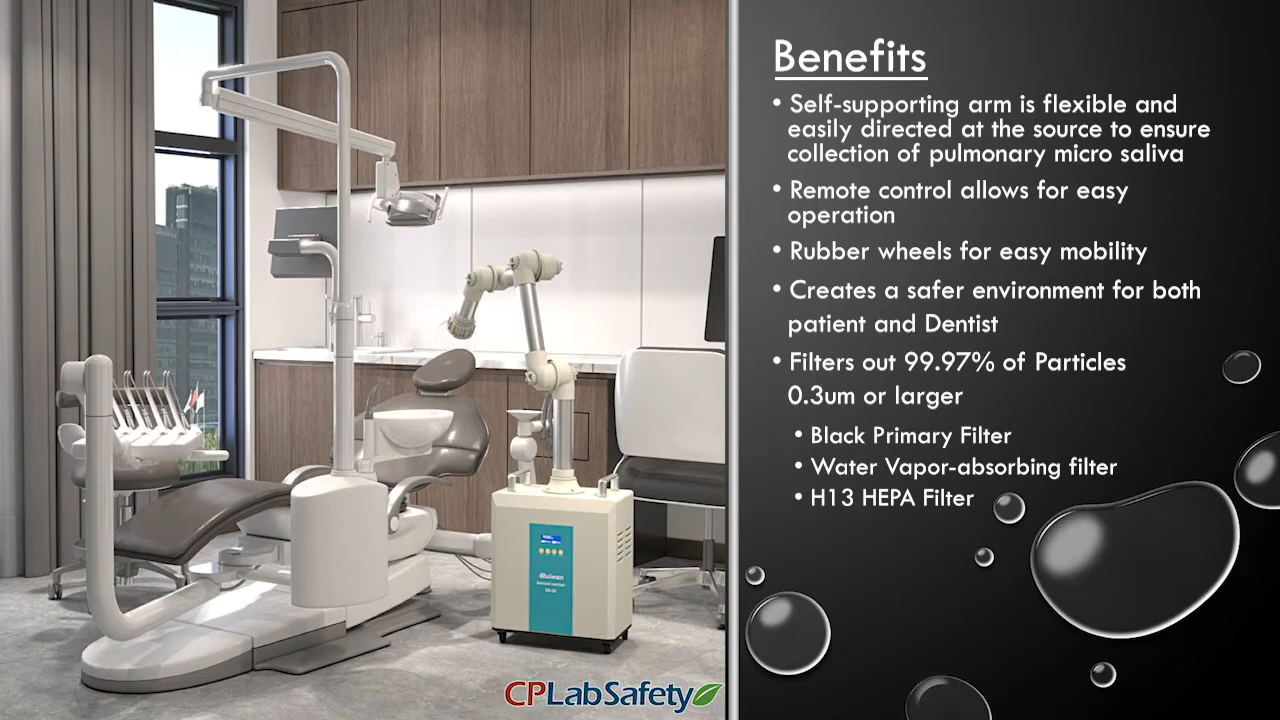 Benefits
• Self-supporting arm is flexible and
easily directed at the source to ensure
collection of pulmonary micro saliva
• Remote control allows for easy
operation
• Rubber wheels for easy mobility
• Creates a safer environment for both
patient and Dentist
• Filters out 99.97% of Particles
0.3um or larger
• Black Primary Filter
• Water Vapor-absorbing filter
• H13 HEPA Filter
Ruiwan
CPLabSafety